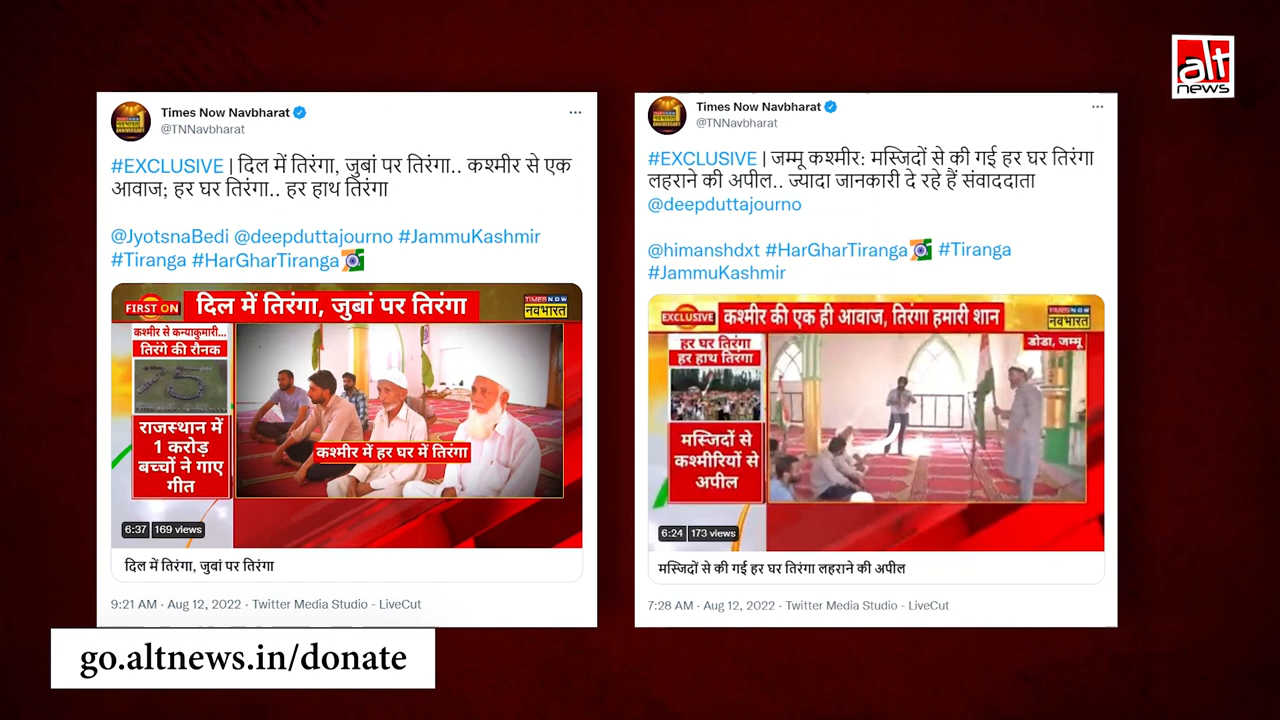 alt
news
Times Now Navbharat
@TNNavbharat
#EXCLUSIVE | दिल में तिरंगा, जुबां पर तिरंगा.. कश्मीर से एक
आवाज; हर घर तिरंगा.. हर हाथ तिरंगा
@JyotsnaBedi @deepduttajourno #JammuKashmir
#Tiranga #HarGharTiranga
FIRST ON
दिल में तिरंगा, जुबां पर तिरंगा
TIMES NOW
नवभारत
कश्मीर से कन्याकुमारी...
तिरंगे की रौनक
राजस्थान में
1 करोड़
बच्चों ने गाए
गीत
कश्मीर में हर घर में तिरंगा
6:37 169 views
दिल में तिरंगा, जुबां पर तिरंगा
9:21 AM · Aug 12, 2022 · Twitter Media Studio - LiveCut
Times Now Navbharat
@TNNavbharat
#EXCLUSIVE | जम्मू कश्मीर: मस्जिदों से की गई हर घर तिरंगा
लहराने की अपील.. ज्यादा जानकारी दे रहे हैं संवाददाता
@deepduttajourno
@himanshdxt #HarGharTiranga #Tiranga
#JammuKashmir
EXCLUSIVE
कश्मीर की एक ही आवाज, तिरंगा हमारी शान
TIMES NOW
नवभारत
हर घर तिरंगा
हर हाथ तिरंगा
डोडा, जम्मू
मस्जिदों से
कश्मीरियों से
अपील
6:24 173 views
मस्जिदों से की गई हर घर तिरंगा लहराने की अपील
7:28 AM · Aug 12, 2022 · Twitter Media Studio - LiveCut
go.altnews.in/donate